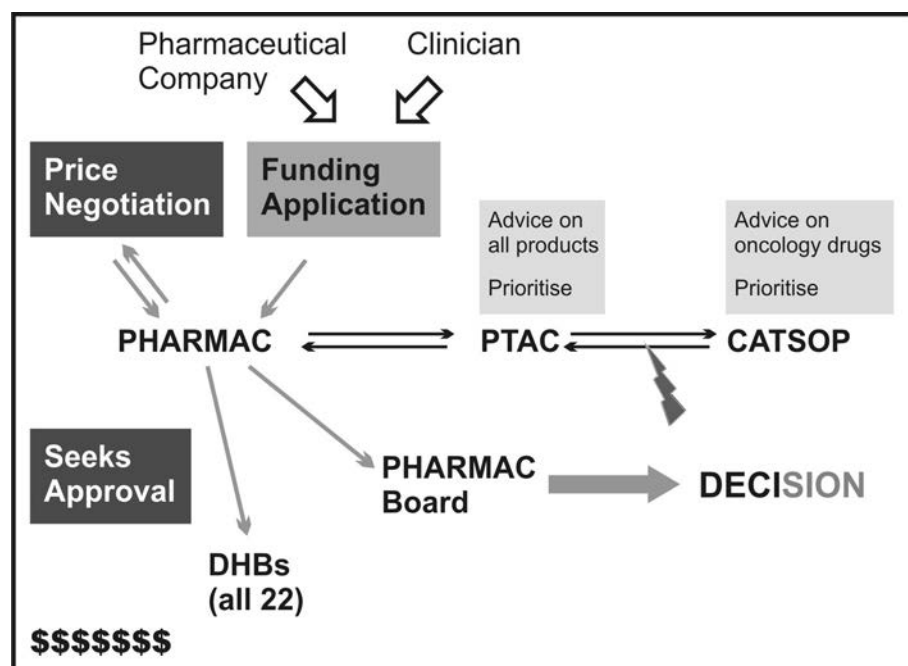 Pharmaceutical
Company
Clinician
Price
Negotiation
Funding
Application
Advice on
all products
Prioritise
Advice on
oncology drugs
Prioritise
PHARMAC
PTAC
CATSOP
Seeks
Approval
PHARMAC
Board
DECISION
DHBs
(all 22)
$$$$$$$